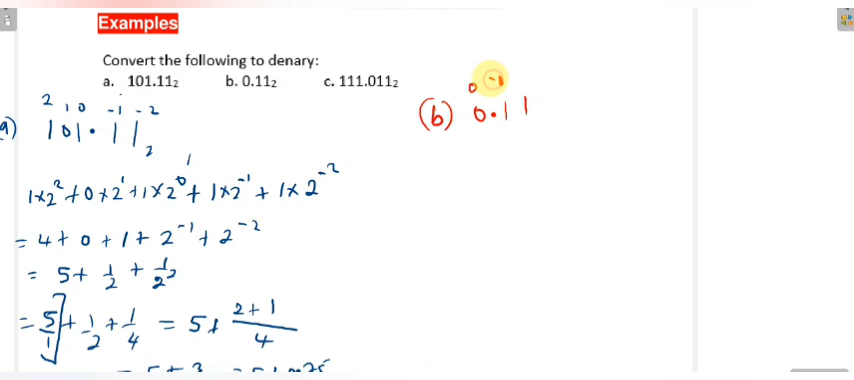 Examples
Convert the following to denary:
a. 101.11₂ b. 0.11₂ c. 111.011₂
2 1 0 -1 -2
a) 101.11₂
1×2²+0×2¹+1×2⁰+1×2⁻¹+1×2⁻²
= 4+0+1+2⁻¹+2⁻²
= 5+1/2+1/2²
= 5/1+1/2+1/4 = 5+(2+1)/4
0 -1
(b) 0.11